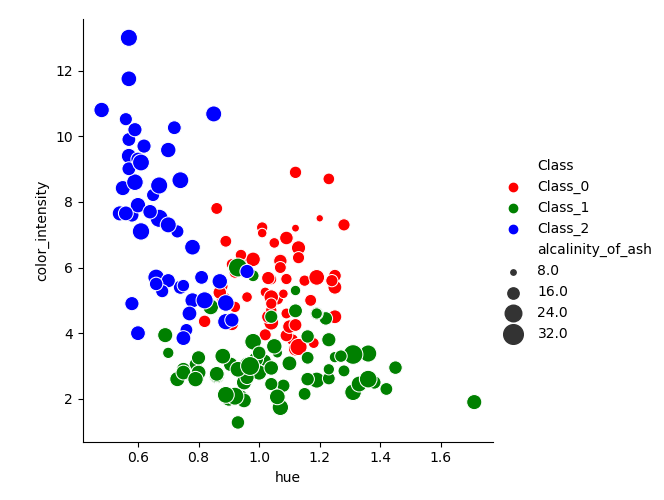 12
10
8
6
4
2
color_intensity
0.6 0.8 1.0 1.2 1.4 1.6
hue
Class
Class_0
Class_1
Class_2
alcalinity_of_ash
8.0
16.0
24.0
32.0